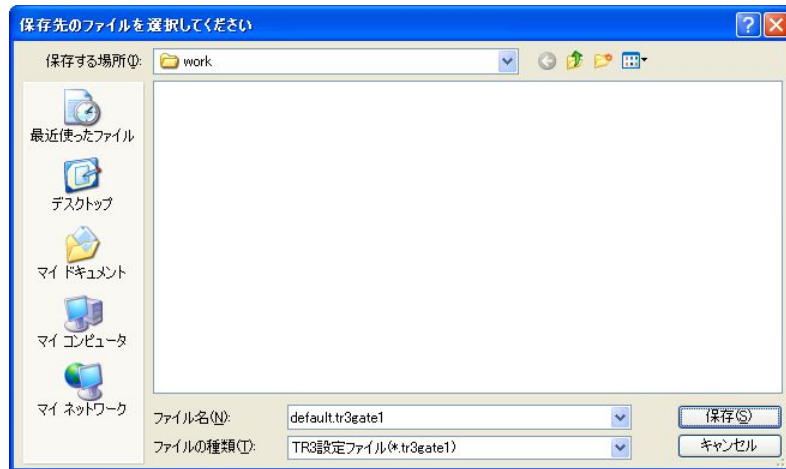 保存先のファイルを選択してください
保存する場所(I):
work
最近使ったファイル
デスクトップ
マイ ドキュメント
マイ コンピュータ
マイ ネットワーク
ファイル名(N):
default.tr3gate1
保存(S)
ファイルの種類(T):
TR3設定ファイル(*.tr3gate1)
キャンセル